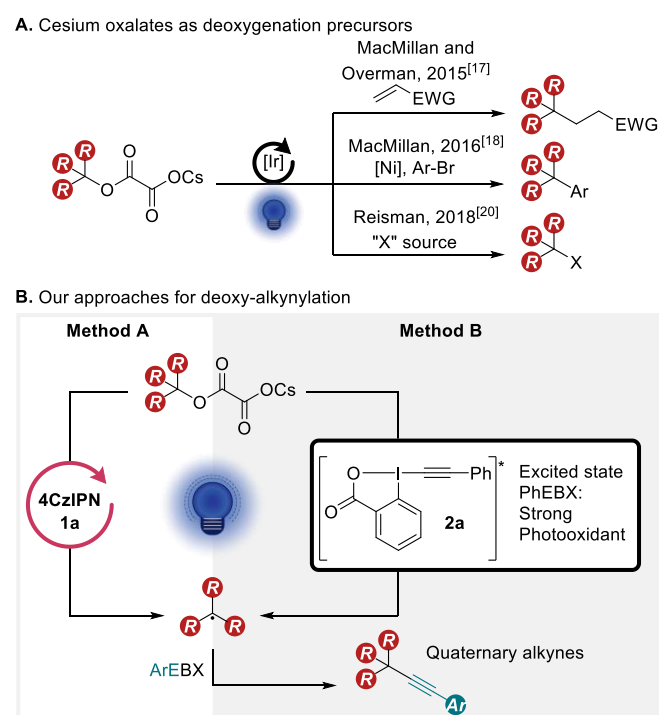 A. Cesium oxalates as deoxygenation precursors
MacMillan and
Overman, 2015[17]
EWG
R
R
R
O
O
O
OCs
[Ir]
R
R
R
EWG
MacMillan, 2016[18]
[Ni], Ar-Br
R
R
R
Ar
Reisman, 2018[20]
"X" source
R
R
R
X
B. Our approaches for deoxy-alkynylation
Method A
Method B
R
R
R
O
O
O
OCs
4CzIPN
1a
O
I
Ph
*
O
2a
Excited state
PhEBX:
Strong
Photooxidant
R
R
R
ArEBX
R
R
R
Ar
Quaternary alkynes